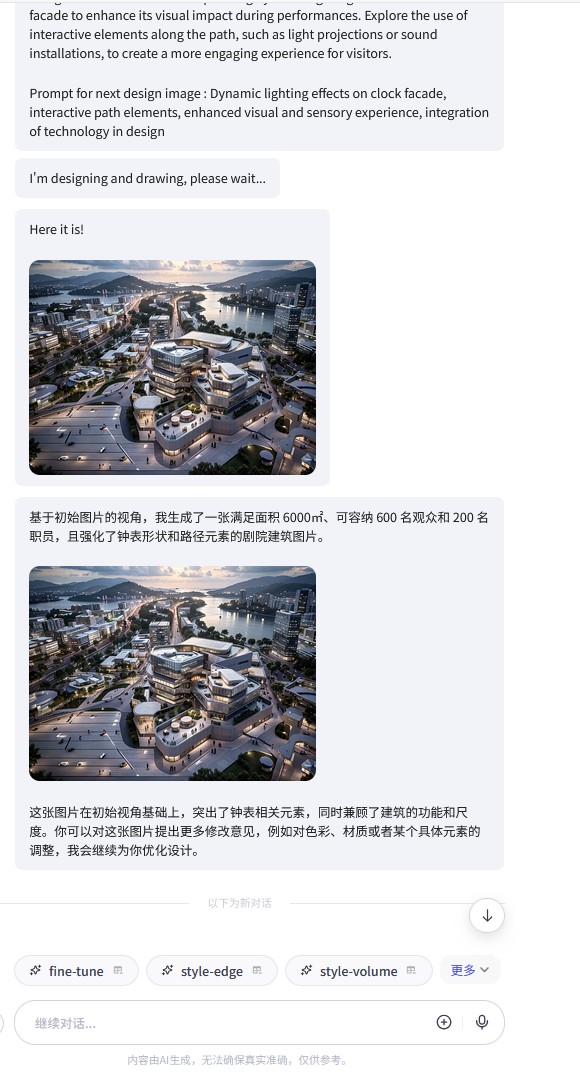 facade to enhance its visual impact during performances. Explore the use of
interactive elements along the path, such as light projections or sound
installations, to create a more engaging experience for visitors.
Prompt for next design image : Dynamic lighting effects on clock facade,
interactive path elements, enhanced visual and sensory experience, integration
of technology in design
I'm designing and drawing, please wait...
Here it is!
基于初始图片的视角，我生成了一张满足面积 6000㎡、可容纳 600 名观众和 200 名
职员，且强化了钟表形状和路径元素的剧院建筑图片。
这张图片在初始视角基础上，突出了钟表相关元素，同时兼顾了建筑的功能和尺
度。你可以对这张图片提出更多修改意见，例如对色彩、材质或者某个具体元素的
调整，我会继续为你优化设计。
以下为新对话
fine-tune
style-edge
style-volume
更多
继续对话...
内容由AI生成，无法确保真实准确，仅供参考。